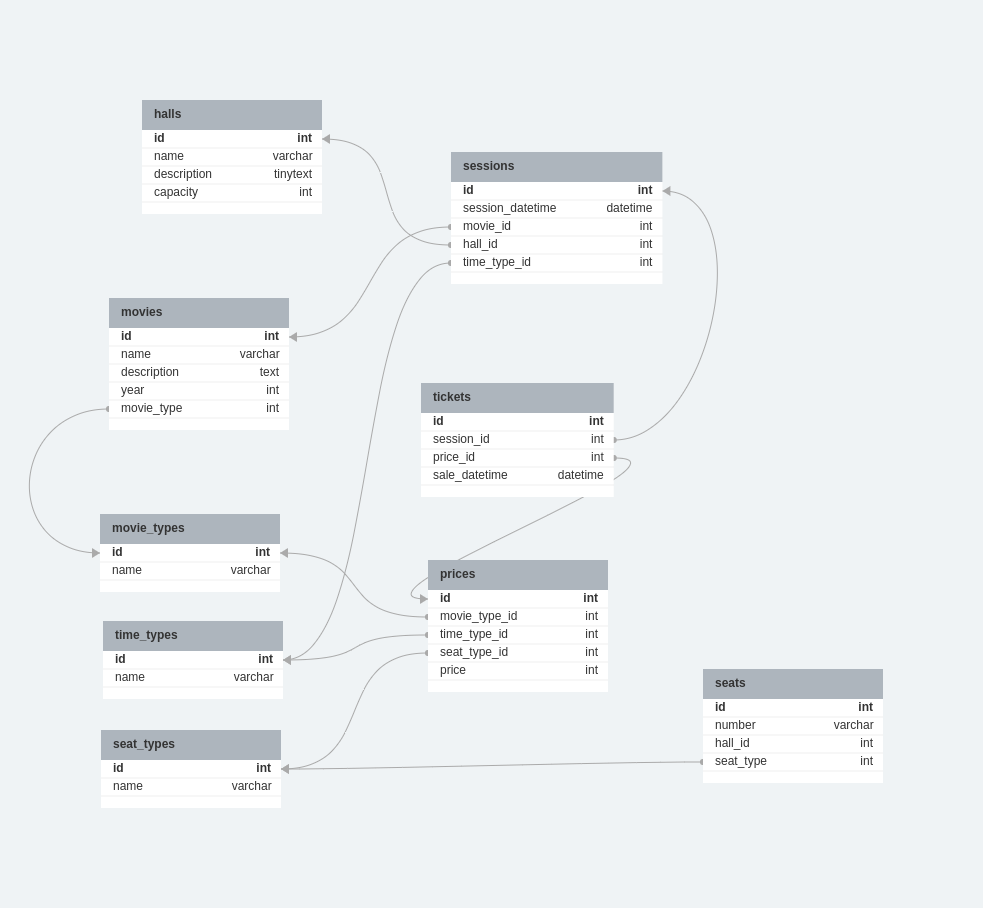 halls
id int
name varchar
description tinytext
capacity int
sessions
id int
session_datetime datetime
movie_id int
hall_id int
time_type_id int
movies
id int
name varchar
description text
year int
movie_type int
tickets
id int
session_id int
price_id int
sale_datetime datetime
movie_types
id int
name varchar
prices
id int
movie_type_id int
time_type_id int
seat_type_id int
price int
time_types
id int
name varchar
seats
id int
number varchar
hall_id int
seat_type int
seat_types
id int
name varchar